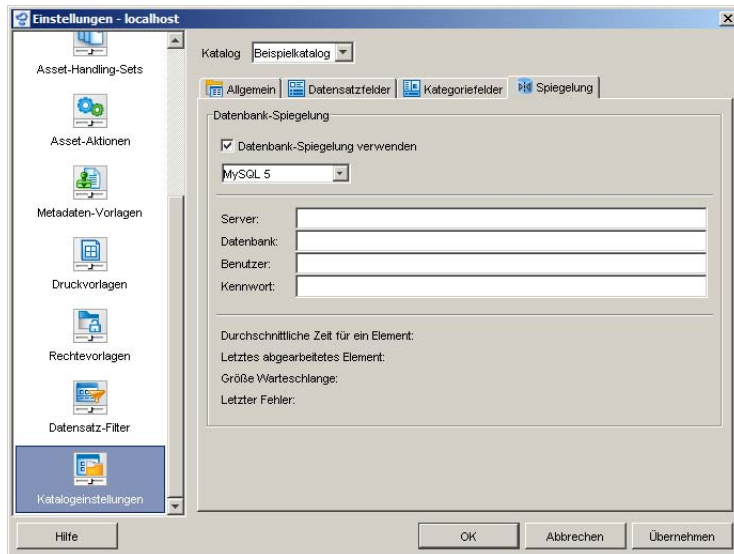 Einstellungen - localhost
Asset-Handling-Sets
Asset-Aktionen
Metadaten-Vorlagen
Druckvorlagen
Rechtevorlagen
Datensatz-Filter
Katalogeinstellungen
Katalog Beispielkatalog
Allgemein Datensatzfelder Kategoriefelder Spiegelung
Datenbank-Spiegelung
Datenbank-Spiegelung verwenden
MySQL 5
Server:
Datenbank:
Benutzer:
Kennwort:
Durchschnittliche Zeit für ein Element:
Letztes abgearbeitetes Element:
Größe Warteschlange:
Letzter Fehler:
Hilfe OK Abbrechen Übernehmen